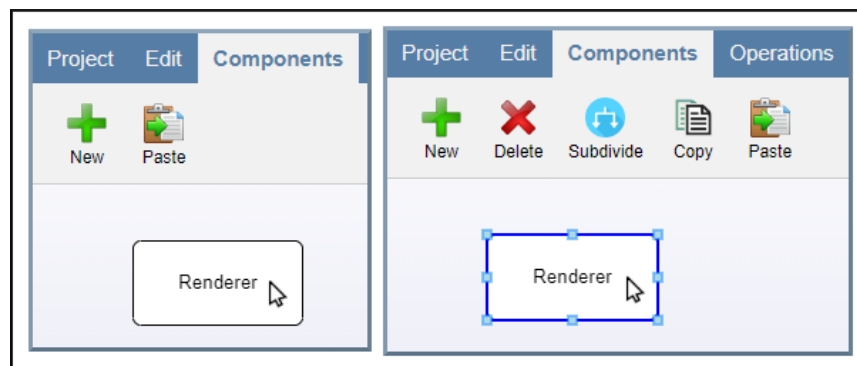 Project Edit Components
New Paste
Renderer
Project Edit Components Operations
New Delete Subdivide Copy Paste
Renderer